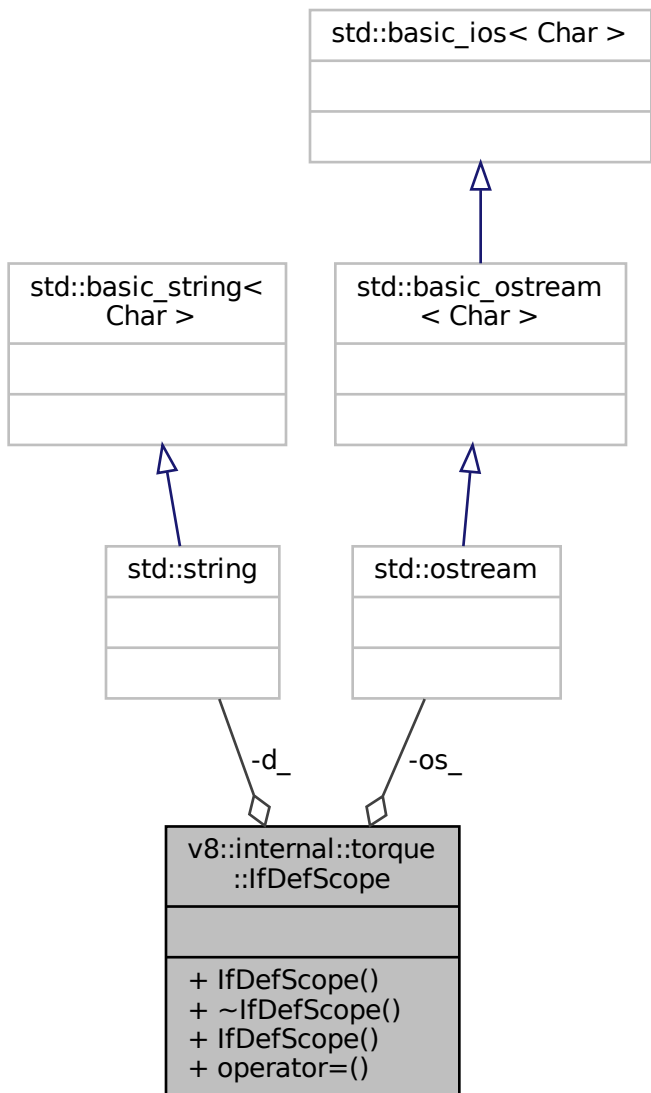 std::basic_ios< Char >
std::basic_string<
Char >
std::basic_ostream
< Char >
std::string
std::ostream
-d_
-os_
v8::internal::torque
::IfDefScope
+ IfDefScope()
+ ~IfDefScope()
+ IfDefScope()
+ operator=()